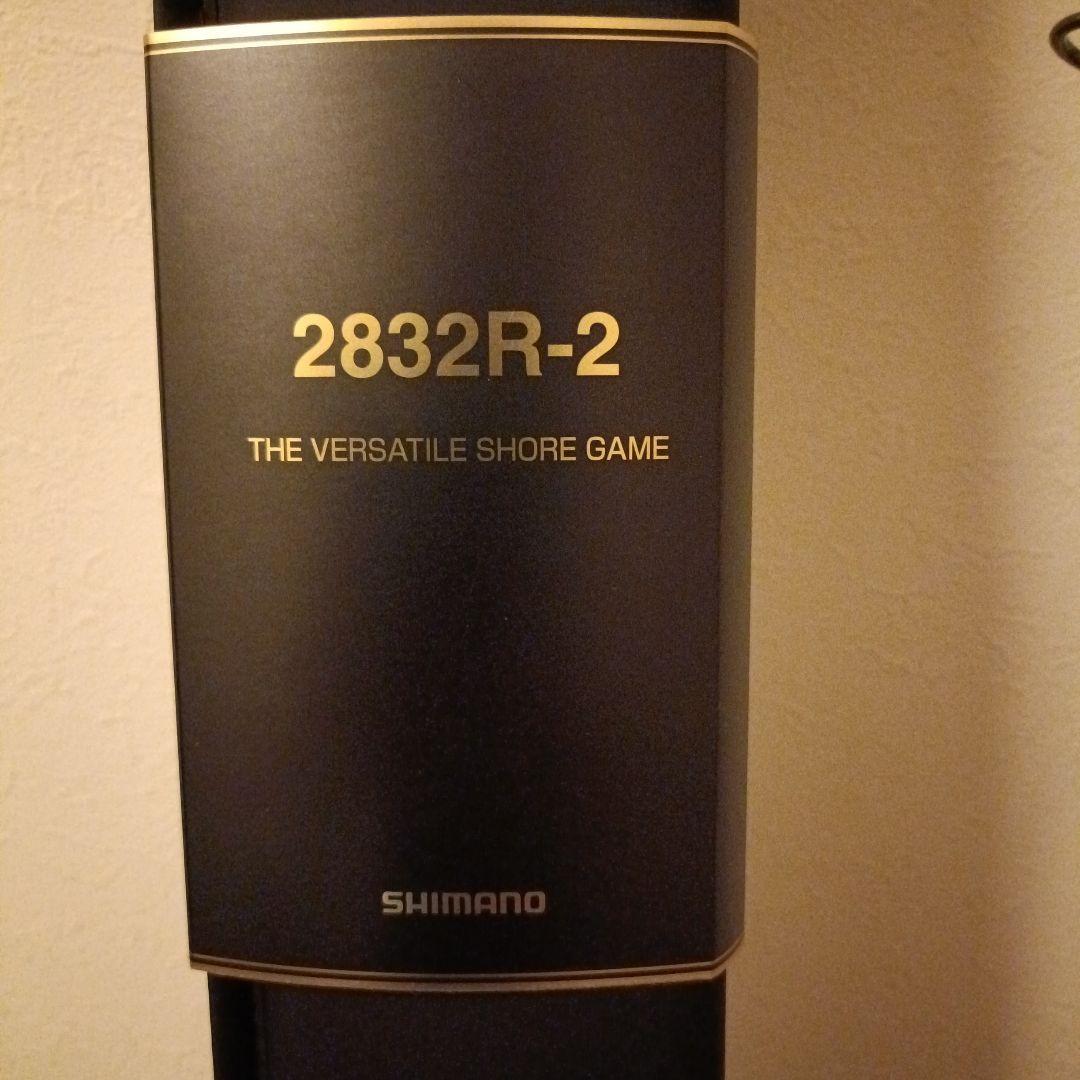 2832R-2
THE VERSATILE SHORE GAME
SHIMANO